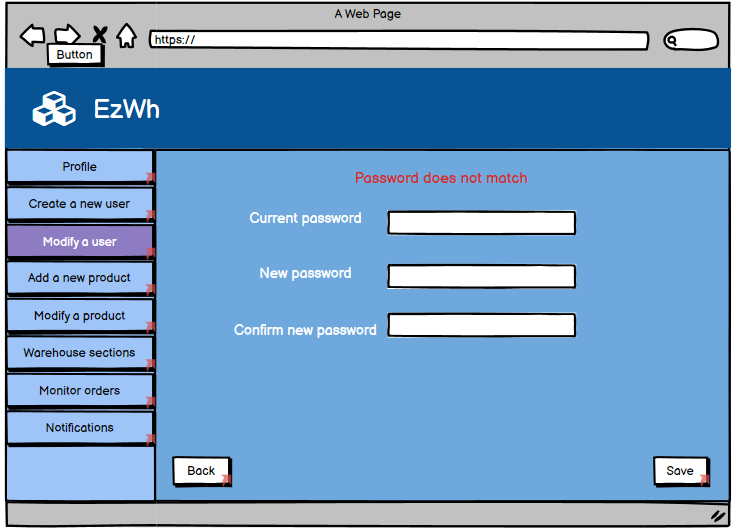 A Web Page
https://
Button
EzWh
Profile
Create a new user
Modify a user
Add a new product
Modify a product
Warehouse sections
Monitor orders
Notifications
Password does not match
Current password
New password
Confirm new password
Back
Save